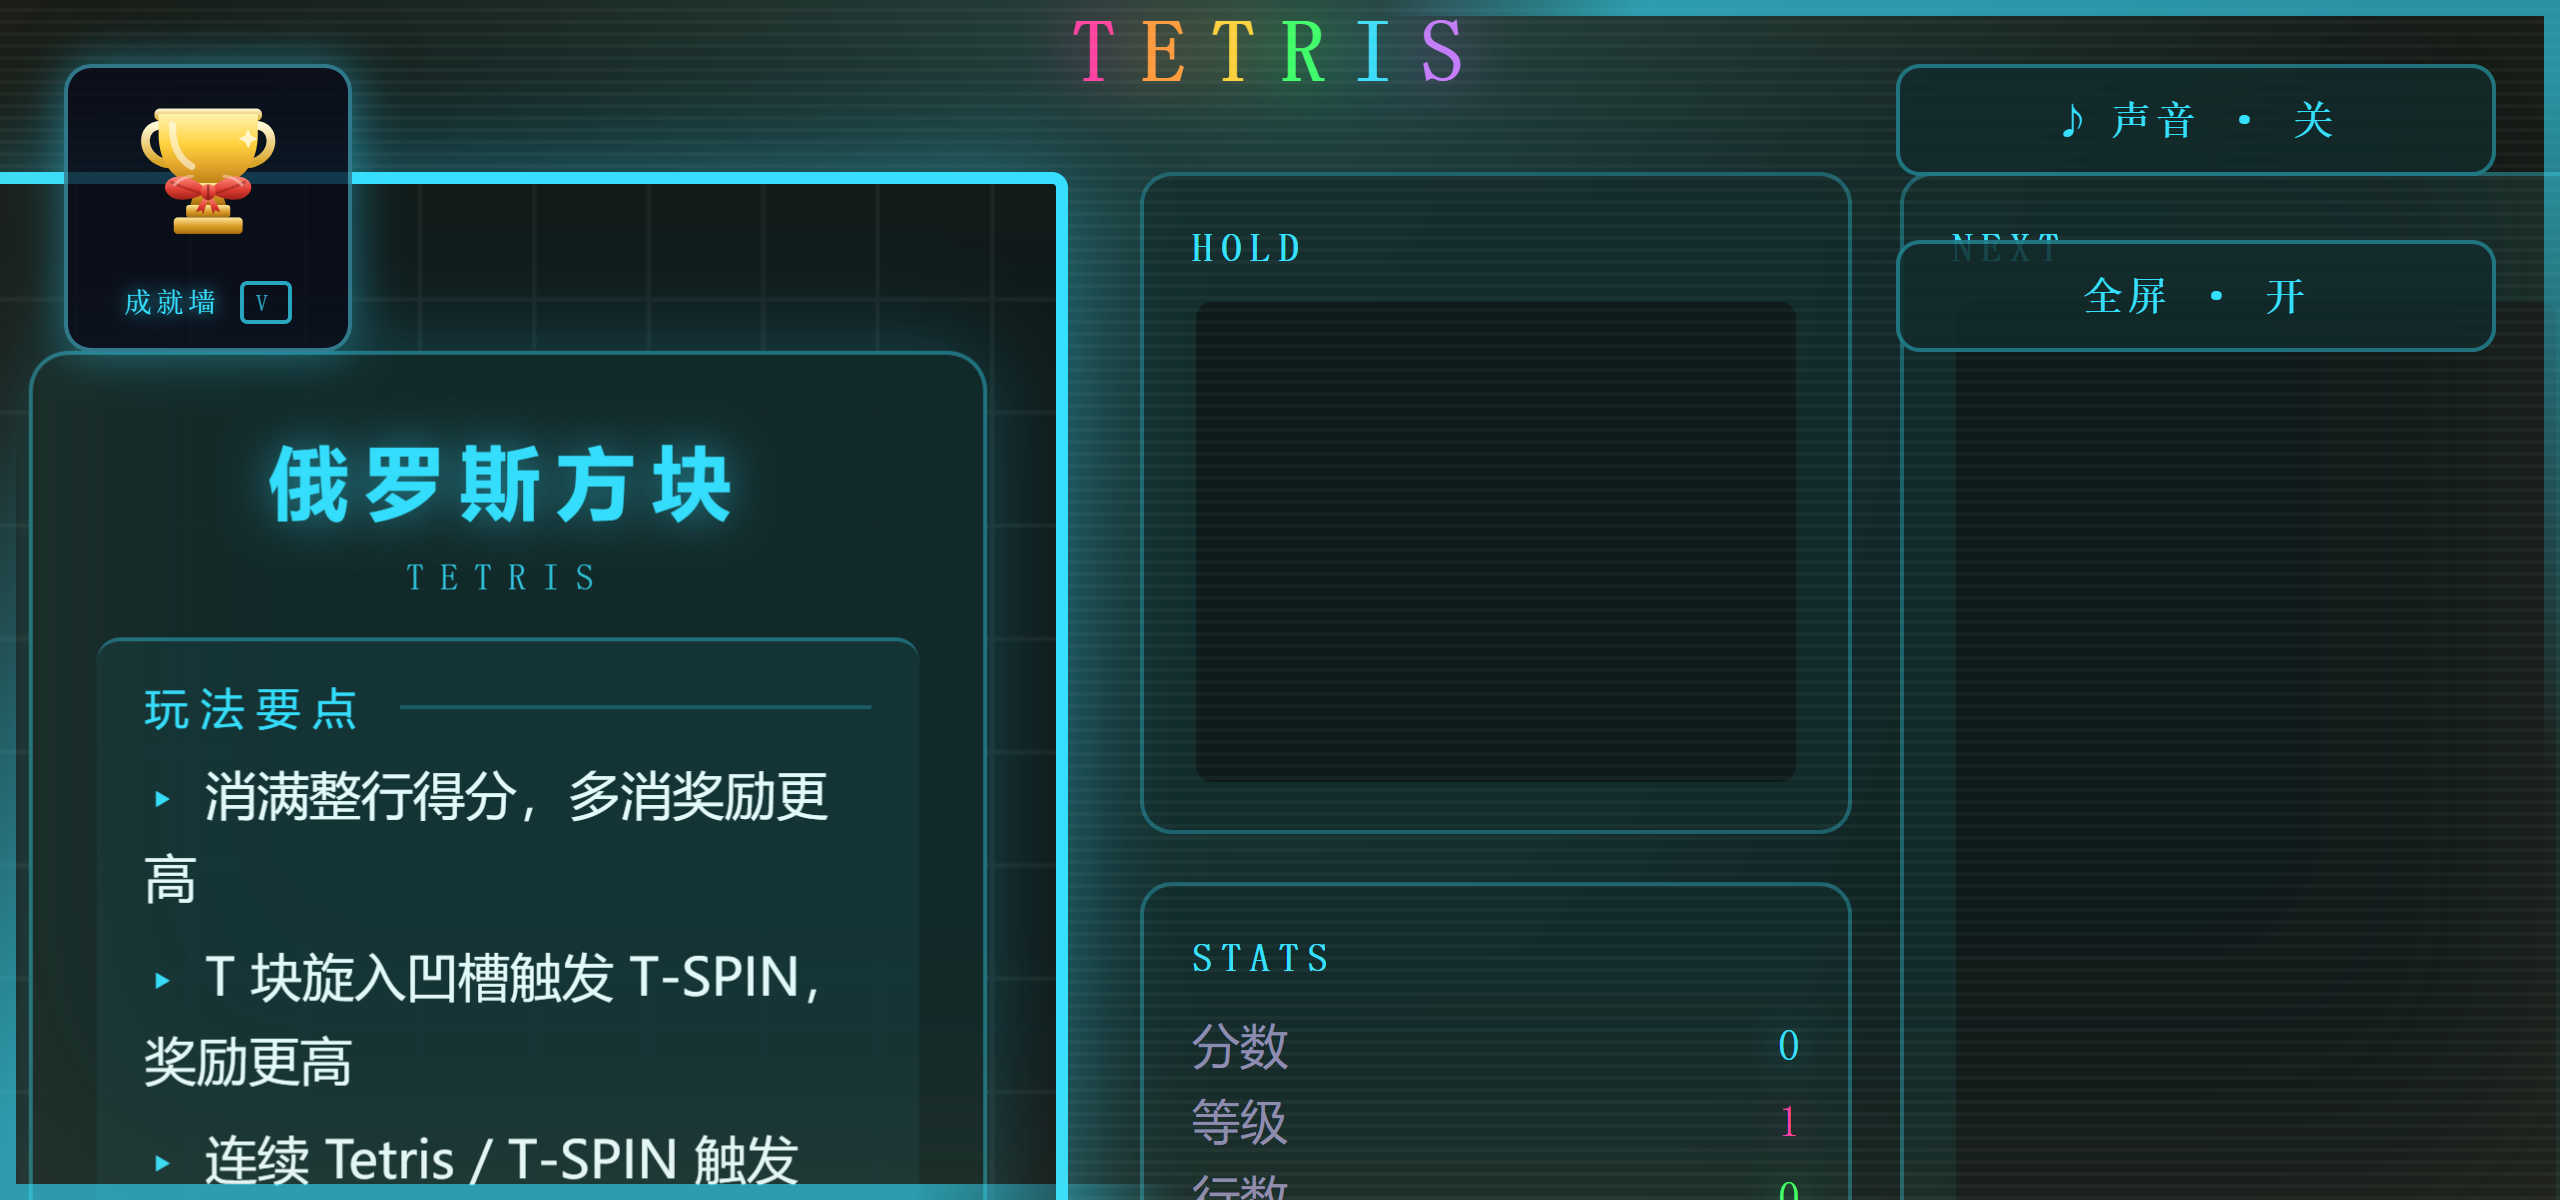 TETRIS
♪ 声音 · 关
成就墙 V
HOLD
NEXT
全屏 · 开
俄罗斯方块
TETRIS
玩法要点
▸ 消满整行得分，多消奖励更
高
▸ T 块旋入凹槽触发 T-SPIN，
奖励更高
▸ 连续 Tetris / T-SPIN 触发
STATS
分数 0
等级 1
行数 0